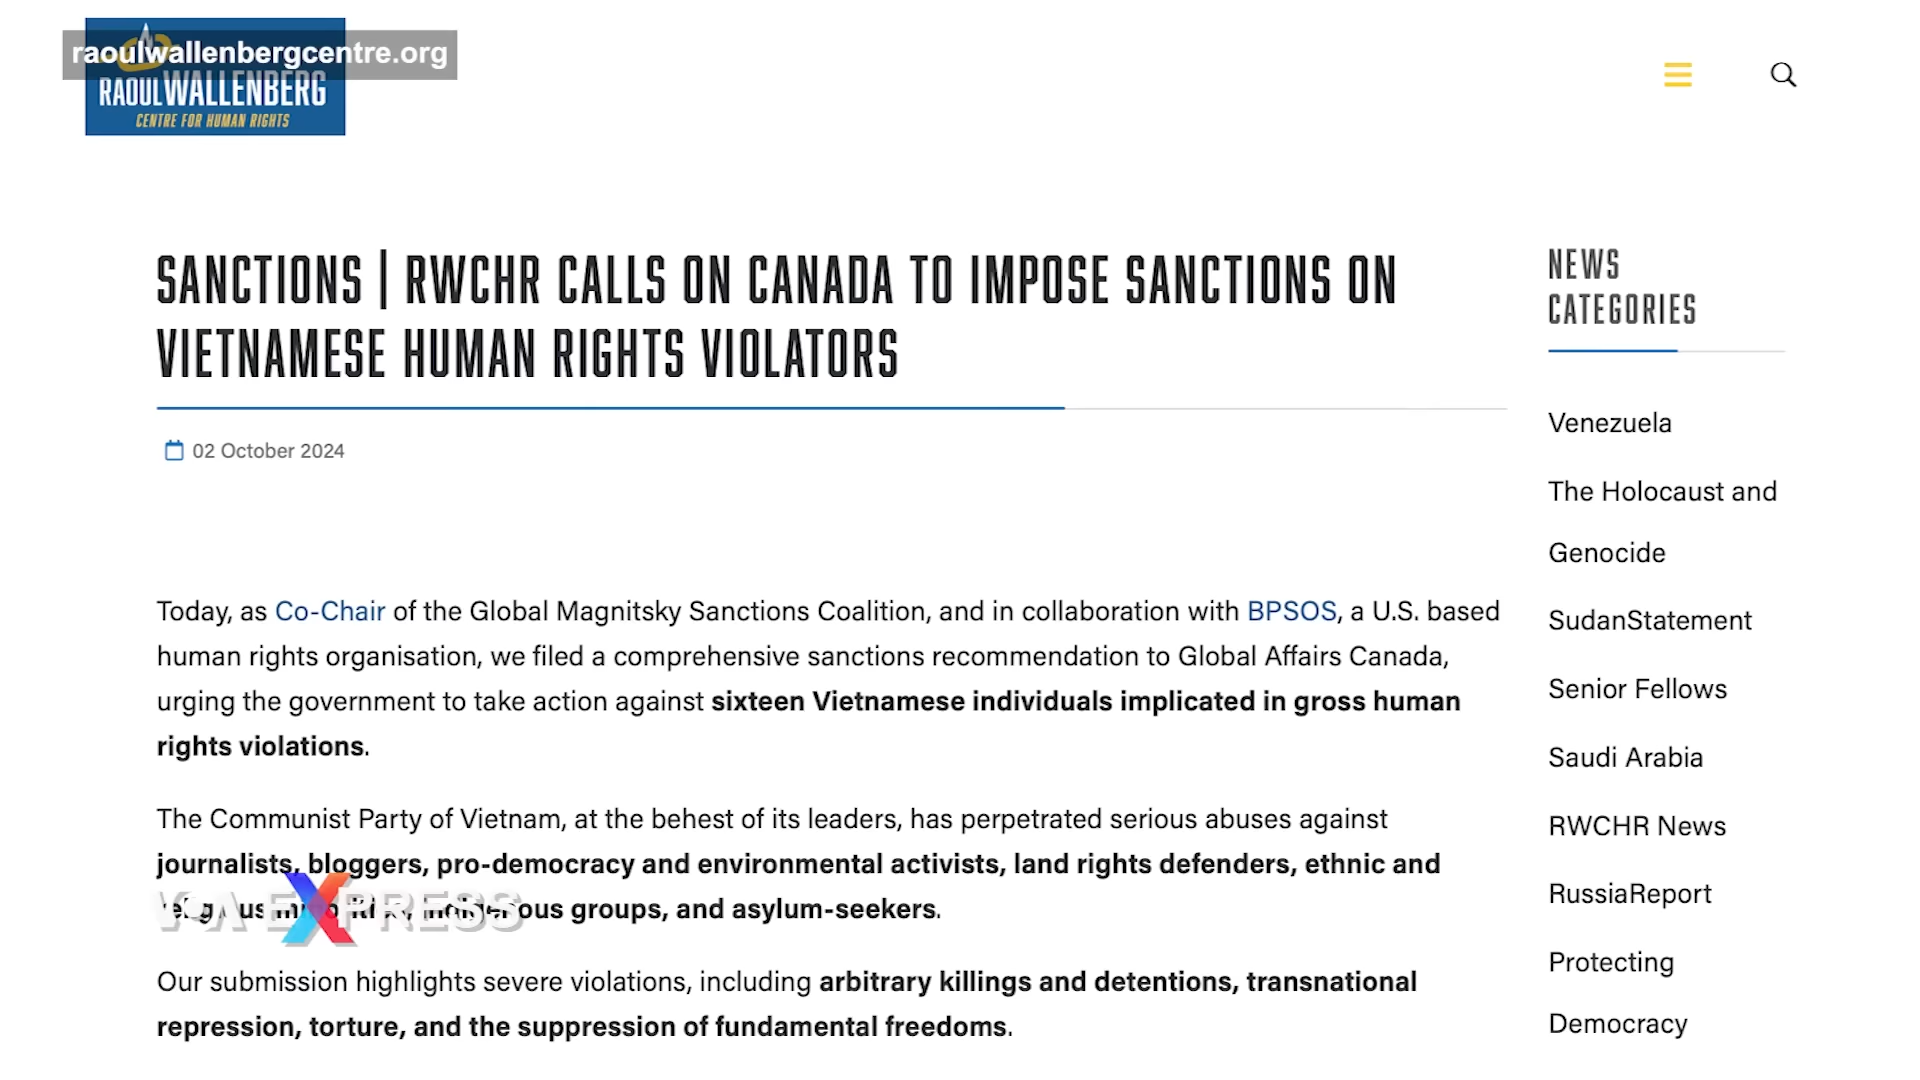 raoulwallenbergcentre.org
RAOUL WALLENBERG
CENTRE FOR HUMAN RIGHTS
SANCTIONS | RWCHR CALLS ON CANADA TO IMPOSE SANCTIONS ON
VIETNAMESE HUMAN RIGHTS VIOLATORS
02 October 2024
Today, as Co-Chair of the Global Magnitsky Sanctions Coalition, and in collaboration with BPSOS, a U.S. based
human rights organisation, we filed a comprehensive sanctions recommendation to Global Affairs Canada,
urging the government to take action against sixteen Vietnamese individuals implicated in gross human
rights violations.
The Communist Party of Vietnam, at the behest of its leaders, has perpetrated serious abuses against
journalists, bloggers, pro-democracy and environmental activists, land rights defenders, ethnic and
religious minorities, indigenous groups, and asylum-seekers.
VOA EXPRESS
Our submission highlights severe violations, including arbitrary killings and detentions, transnational
repression, torture, and the suppression of fundamental freedoms.
NEWS
CATEGORIES
Venezuela
The Holocaust and
Genocide
SudanStatement
Senior Fellows
Saudi Arabia
RWCHR News
RussiaReport
Protecting
Democracy